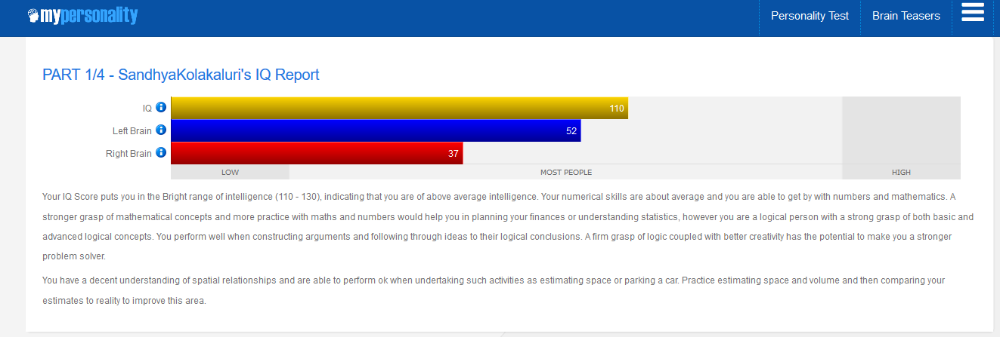 mypersonality
Personality Test
Brain Teasers
PART 1/4 - SandhyaKolakaluri's IQ Report
IQ 110
Left Brain 52
Right Brain 37
LOW MOST PEOPLE HIGH
Your IQ Score puts you in the Bright range of intelligence (110 - 130), indicating that you are of above average intelligence. Your numerical skills are about average and you are able to get by with numbers and mathematics. A
stronger grasp of mathematical concepts and more practice with maths and numbers would help you in planning your finances or understanding statistics, however you are a logical person with a strong grasp of both basic and
advanced logical concepts. You perform well when constructing arguments and following through ideas to their logical conclusions. A firm grasp of logic coupled with better creativity has the potential to make you a stronger
problem solver.
You have a decent understanding of spatial relationships and are able to perform ok when undertaking such activities as estimating space or parking a car. Practice estimating space and volume and then comparing your
estimates to reality to improve this area.